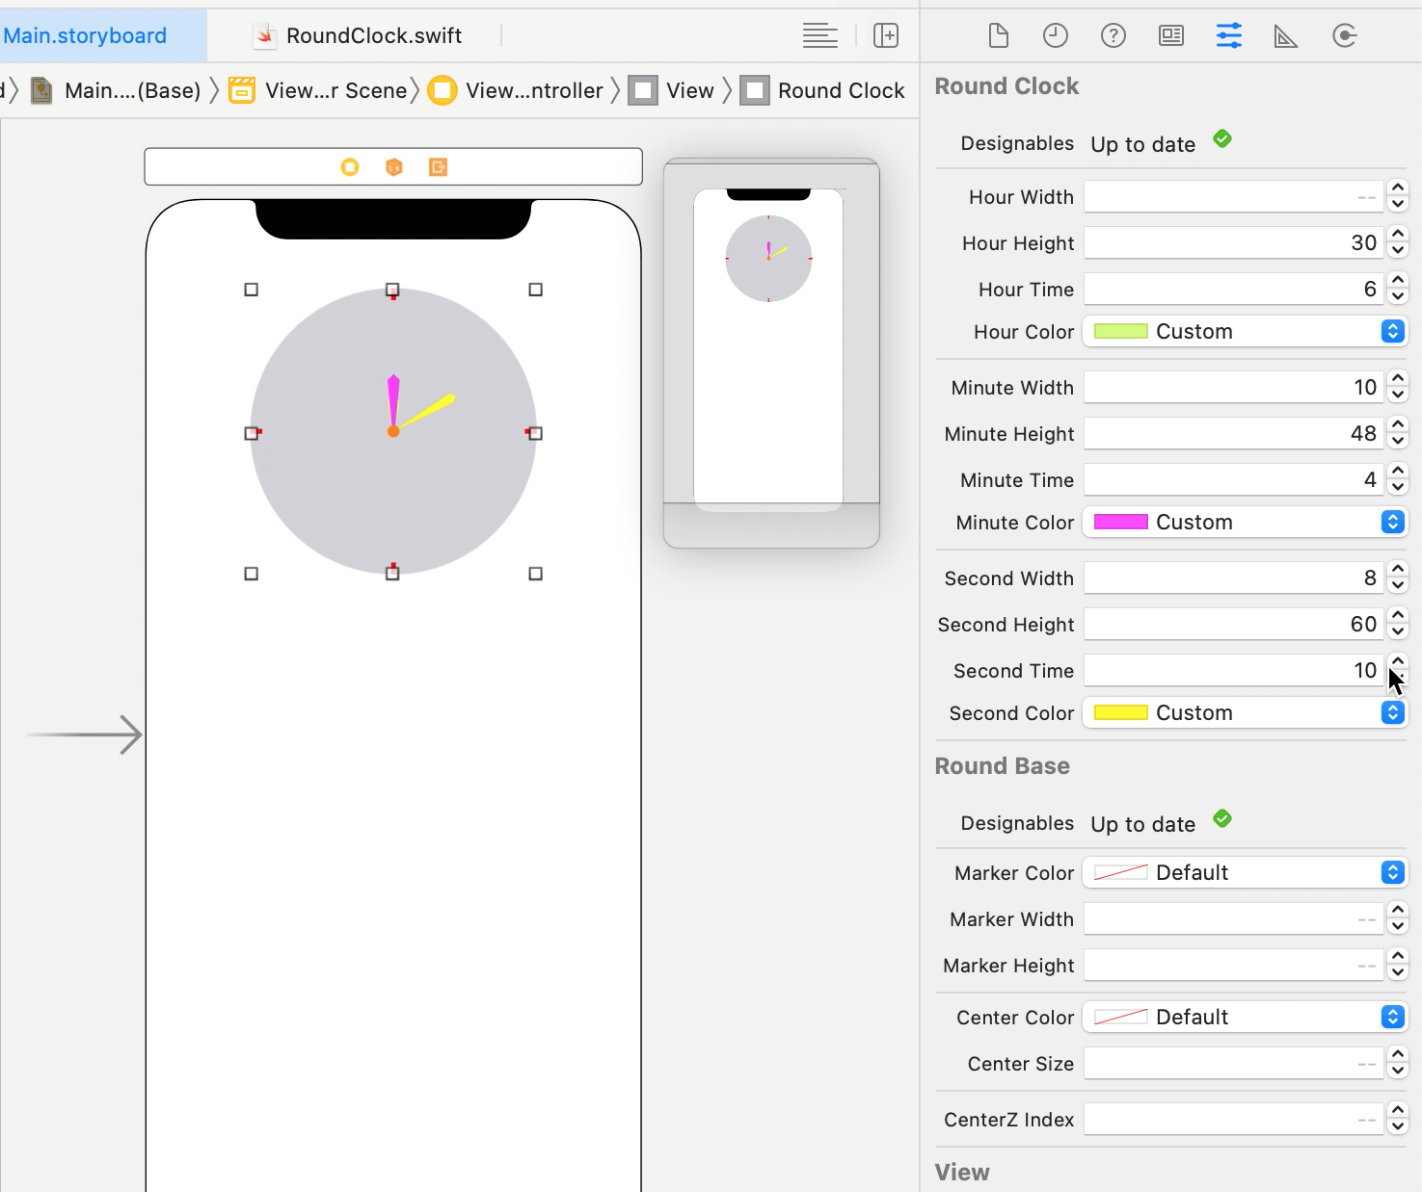 Main.storyboard
RoundClock.swift
d
Main....(Base)
View...r Scene
View...ntroller
View
Round Clock
Round Clock
Designables Up to date
Hour Width --
Hour Height 30
Hour Time 6
Hour Color Custom
Minute Width 10
Minute Height 48
Minute Time 4
Minute Color Custom
Second Width 8
Second Height 60
Second Time 10
Second Color Custom
Round Base
Designables Up to date
Marker Color Default
Marker Width --
Marker Height --
Center Color Default
Center Size --
CenterZ Index --
View